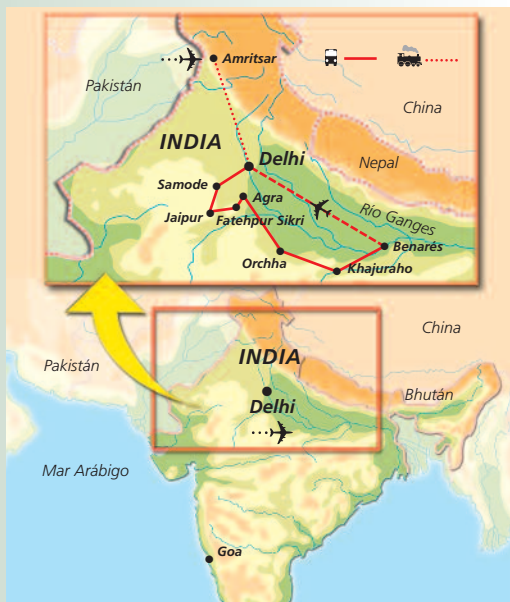 Amritsar
Pakistán
China
INDIA
Delhi
Nepal
Samode
Agra
Río Ganges
Jaipur
Fatehpur Sikri
Benarés
Orchha
Khajuraho
China
INDIA
Pakistán
Bhután
Delhi
Mar Arábigo
Goa